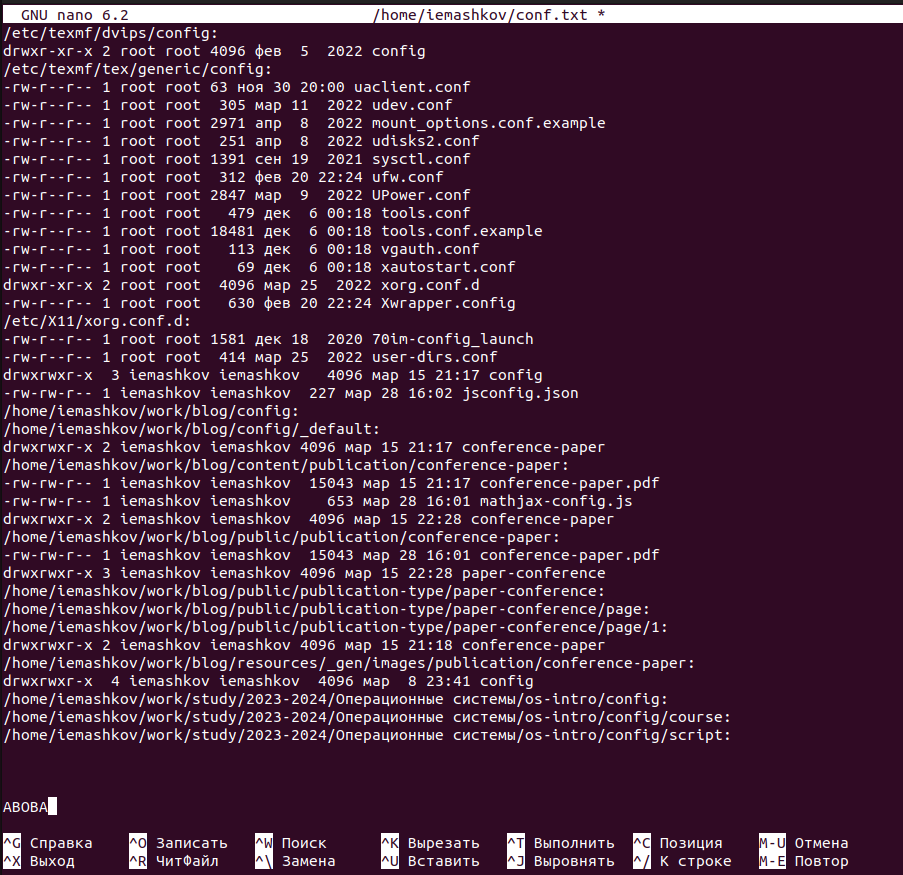 GNU nano 6.2 /home/iemashkov/conf.txt *
/etc/texmf/dvips/config:
drwxr-xr-x 2 root root 4096 фев  5  2022 config
/etc/texmf/tex/generic/config:
-rw-r--r-- 1 root root 63 ноя 30 20:00 uaclient.conf
-rw-r--r-- 1 root root  305 мар 11  2022 udev.conf
-rw-r--r-- 1 root root 2971 апр  8  2022 mount_options.conf.example
-rw-r--r-- 1 root root  251 апр  8  2022 udisks2.conf
-rw-r--r-- 1 root root 1391 сен 19  2021 sysctl.conf
-rw-r--r-- 1 root root  312 фев 20 22:24 ufw.conf
-rw-r--r-- 1 root root 2847 мар  9  2022 UPower.conf
-rw-r--r-- 1 root root   479 дек  6 00:18 tools.conf
-rw-r--r-- 1 root root 18481 дек  6 00:18 tools.conf.example
-rw-r--r-- 1 root root   113 дек  6 00:18 vgauth.conf
-rw-r--r-- 1 root root    69 дек  6 00:18 xautostart.conf
drwxr-xr-x 2 root root  4096 мар 25  2022 xorg.conf.d
-rw-r--r-- 1 root root   630 фев 20 22:24 Xwrapper.config
/etc/X11/xorg.conf.d:
-rw-r--r-- 1 root root 1581 дек 18  2020 70im-config_launch
-rw-r--r-- 1 root root  414 мар 25  2022 user-dirs.conf
drwxrwxr-x  3 iemashkov iemashkov   4096 мар 15 21:17 config
-rw-rw-r-- 1 iemashkov iemashkov  227 мар 28 16:02 jsconfig.json
/home/iemashkov/work/blog/config:
/home/iemashkov/work/blog/config/_default:
drwxrwxr-x 2 iemashkov iemashkov 4096 мар 15 21:17 conference-paper
/home/iemashkov/work/blog/content/publication/conference-paper:
-rw-rw-r-- 1 iemashkov iemashkov  15043 мар 15 21:17 conference-paper.pdf
-rw-rw-r-- 1 iemashkov iemashkov    653 мар 28 16:01 mathjax-config.js
drwxrwxr-x 2 iemashkov iemashkov  4096 мар 15 22:28 conference-paper
/home/iemashkov/work/blog/public/publication/conference-paper:
-rw-rw-r-- 1 iemashkov iemashkov  15043 мар 28 16:01 conference-paper.pdf
drwxrwxr-x 3 iemashkov iemashkov 4096 мар 15 22:28 paper-conference
/home/iemashkov/work/blog/public/publication-type/paper-conference:
/home/iemashkov/work/blog/public/publication-type/paper-conference/page:
/home/iemashkov/work/blog/public/publication-type/paper-conference/page/1:
drwxrwxr-x 2 iemashkov iemashkov 4096 мар 15 21:18 conference-paper
/home/iemashkov/work/blog/resources/_gen/images/publication/conference-paper:
drwxrwxr-x  4 iemashkov iemashkov  4096 мар  8 23:41 config
/home/iemashkov/work/study/2023-2024/Операционные системы/os-intro/config:
/home/iemashkov/work/study/2023-2024/Операционные системы/os-intro/config/course:
/home/iemashkov/work/study/2023-2024/Операционные системы/os-intro/config/script:
ABOBA
^G Справка ^O Записать ^W Поиск ^K Вырезать ^T Выполнить ^C Позиция M-U Отмена
^X Выход ^R ЧитФайл ^\ Замена ^U Вставить ^J Выровнять ^/ К строке M-E Повтор